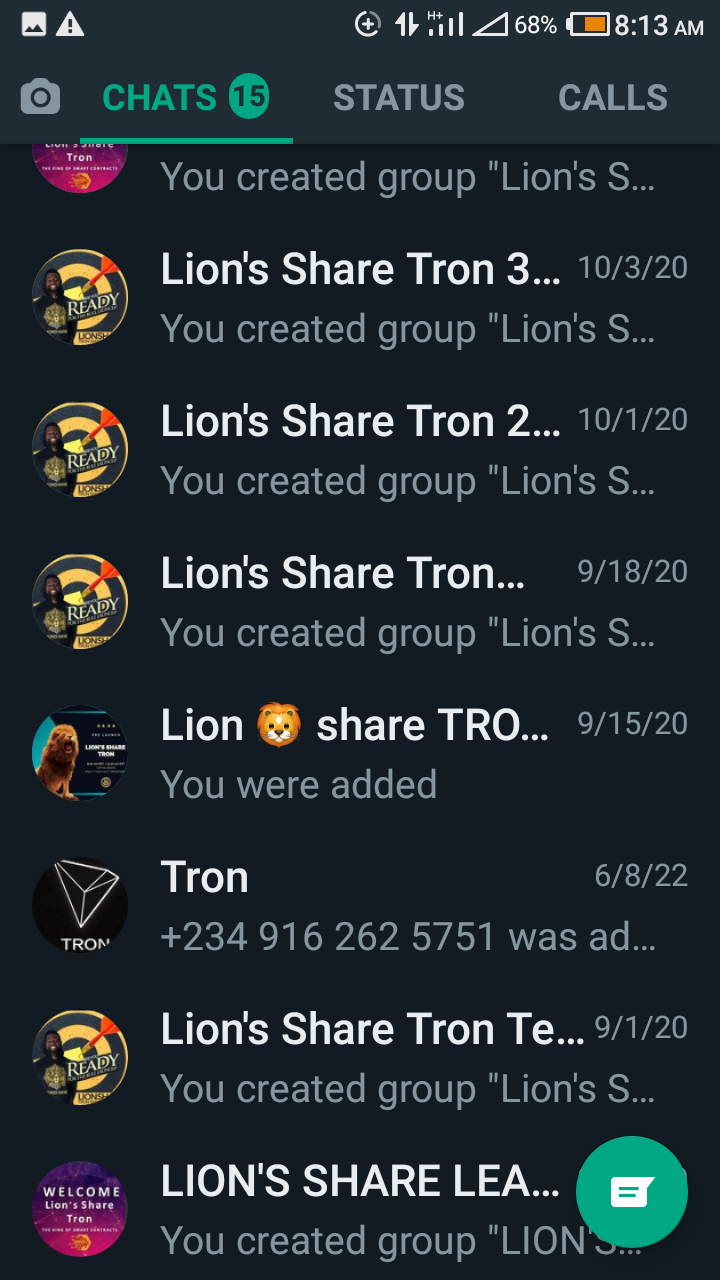 H+ 68% 8:13 AM
CHATS 15 STATUS CALLS
Lion's Share
Tron
THE KING OF SMART CONTRACTS
You created group "Lion's S...
Lion's Share Tron 3... 10/3/20
READY
You created group "Lion's S...
Lion's Share Tron 2... 10/1/20
READY
You created group "Lion's S...
Lion's Share Tron... 9/18/20
READY
You created group "Lion's S...
Lion 🦁 share TRO... 9/15/20
PRE LAUNCH
LION'S SHARE
TRON
You were added
Tron 6/8/22
TRON
+234 916 262 5751 was ad...
Lion's Share Tron Te... 9/1/20
READY
You created group "Lion's S...
LION'S SHARE LEA...
WELCOME
Lion's Share
Tron
THE KING OF SMART CONTRACTS
You created group "LION'S...